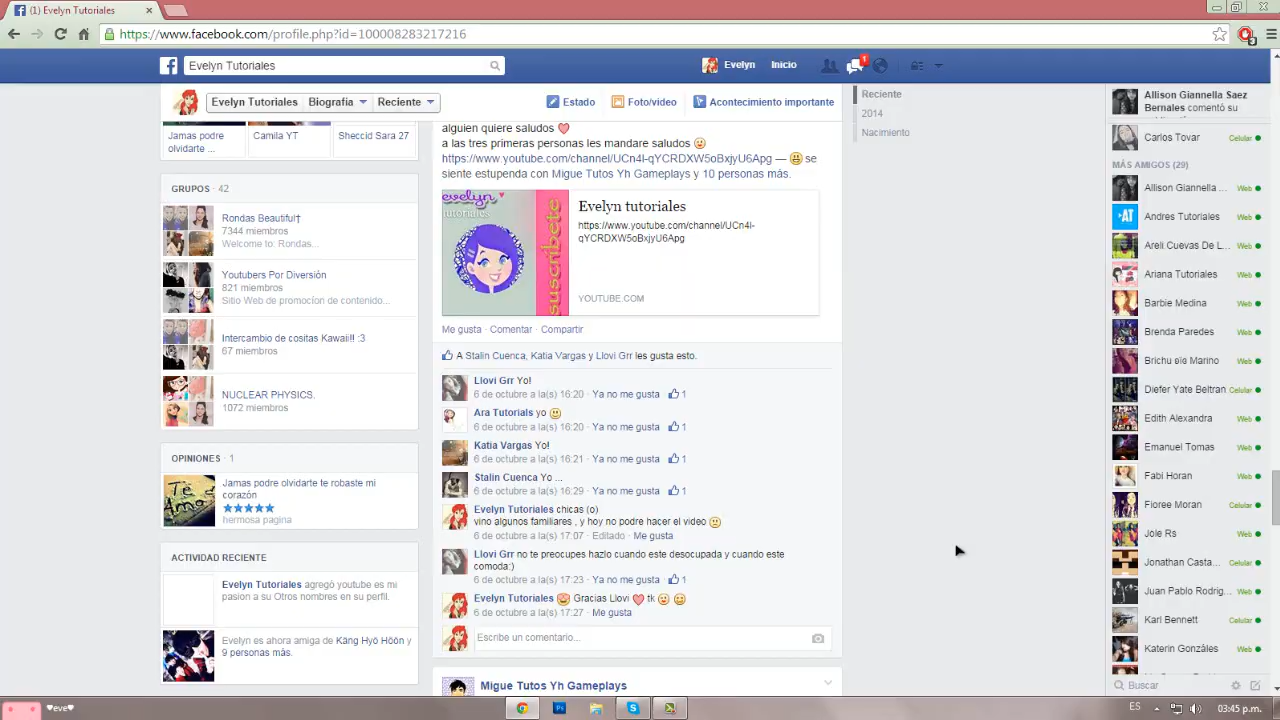 (1) Evelyn Tutoriales
https://www.facebook.com/profile.php?id=100008283217216
3
Evelyn Tutoriales
Evelyn
Inicio
1
Evelyn Tutoriales
Biografía
Reciente
Estado
Foto/video
Acontecimiento importante
Jamas podre
olvidarte ...
Camila YT
Sheccid Sara 27
GRUPOS · 42
Rondas Beautiful†
7344 miembros
Welcome to: Rondas...
Youtubers Por Diversión
821 miembros
Sitio Web de promocíon de contenido...
Intercambio de cositas Kawaii!! :3
67 miembros
NUCLEAR PHYSICS.
1072 miembros
OPINIONES · 1
Te
Amo
Jamas podre olvidarte te robaste mi
corazón
hermosa pagina
ACTIVIDAD RECIENTE
Evelyn Tutoriales agregó youtube es mi
pasion a su Otros nombres en su perfil.
Evelyn es ahora amiga de Käng Hyö Höön y
9 personas más.
alguien quiere saludos
a las tres primeras personas les mandare saludos
https://www.youtube.com/channel/UCn4l-qYCRDXW5oBxjyU6Apg — se
siente estupenda con Migue Tutos Yh Gameplays y 10 personas más.
evelyn
tutoriales
suscribete
Evelyn tutoriales
https://www.youtube.com/channel/UCn4l-
qYCRDXW5oBxjyU6Apg
YOUTUBE.COM
Me gusta · Comentar · Compartir
A Stalin Cuenca, Katia Vargas y Llovi Grr les gusta esto.
Llovi Grr Yo!
6 de octubre a la(s) 16:20 · Ya no me gusta · 1
Ara Tutorials yo
6 de octubre a la(s) 16:20 · Ya no me gusta · 1
Katia Vargas Yo!
6 de octubre a la(s) 16:21 · Ya no me gusta · 1
Stalin Cuenca Yo ...
6 de octubre a la(s) 16:29 · Ya no me gusta · 1
Evelyn Tutoriales chicas (o)
vino algunos familiares , y hoy no podre hacer el video
6 de octubre a la(s) 17:07 · Editado · Me gusta
Llovi Grr no te preocupes hazlo cuando este desocupada y cuando este
comoda:)
6 de octubre a la(s) 17:23 · Ya no me gusta · 1
Evelyn Tutoriales Gracias Llovi tk
6 de octubre a la(s) 17:27 · Me gusta
Escribe un comentario...
Migue Tutos Yh Gameplays
Reciente
2014
Nacimiento
Allison Giannella Saez
Bernales comentó su
Carlos Tovar Celular
MÁS AMIGOS (29)
Allison Giannella ... Web
Andres Tutoriales Web
Areli Cuevas De L... Web
Ariana Tutoriales Web
Barbie Medina Web
Brenda Paredes Web
Brichu ele Marino Web
Diefer Yate Beltran Celular
Edith Alexandra Web
Emanuel Tomas Web
Fabi Horan Web
Fioree Moran Celular
Jole Rs Web
Jonathan Casta... Celular
Juan Pablo Rodrig... Web
Karl Bennett Celular
Katerin Gonzáles Web
Buscar
♥eve♥
ES
03:45 p.m.